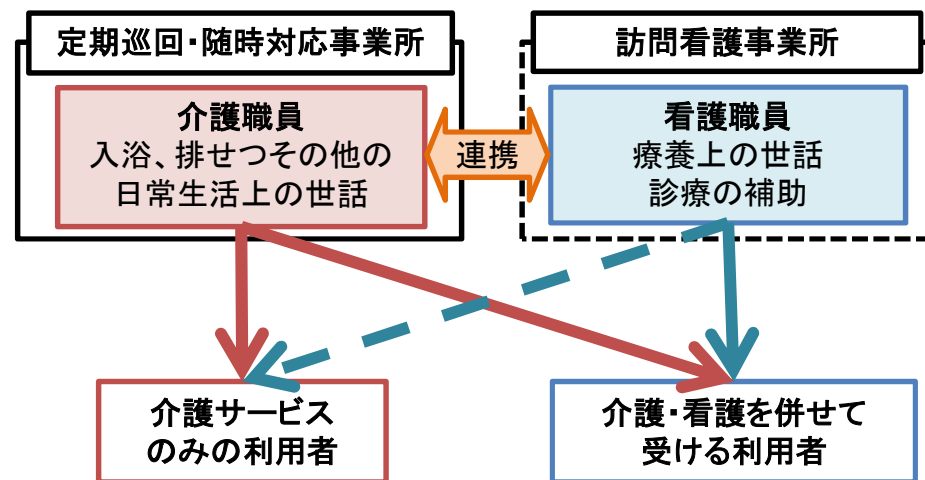 定期巡回・随時対応事業所
訪問看護事業所
介護職員
入浴、排せつその他の
日常生活上の世話
連携
看護職員
療養上の世話
診療の補助
介護サービス
のみの利用者
介護・看護を併せて
受ける利用者